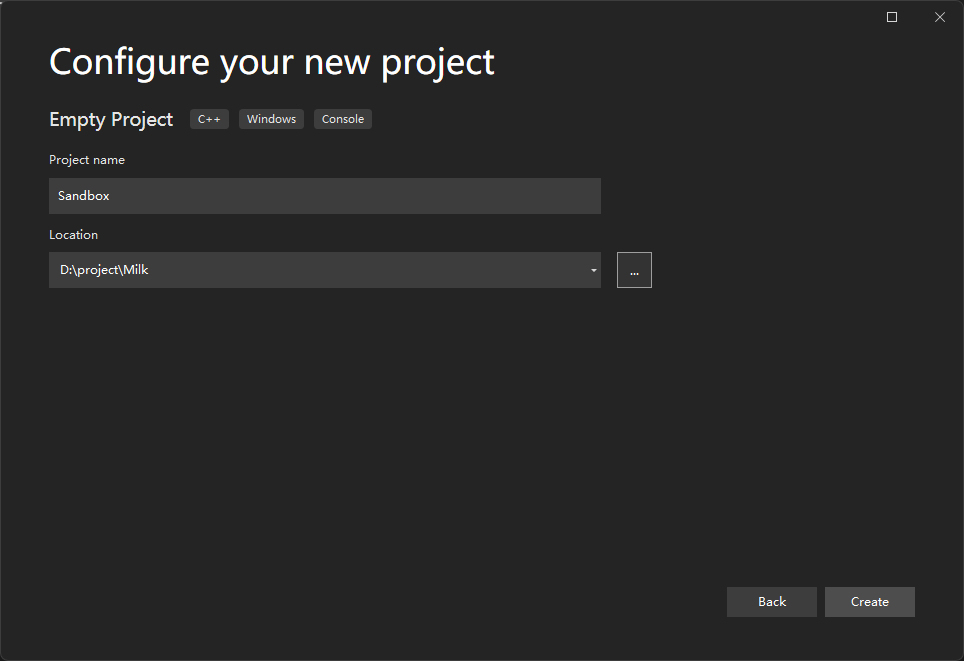 Configure your new project
Empty Project C++ Windows Console
Project name
Sandbox
Location
D:\project\Milk
...
Back Create